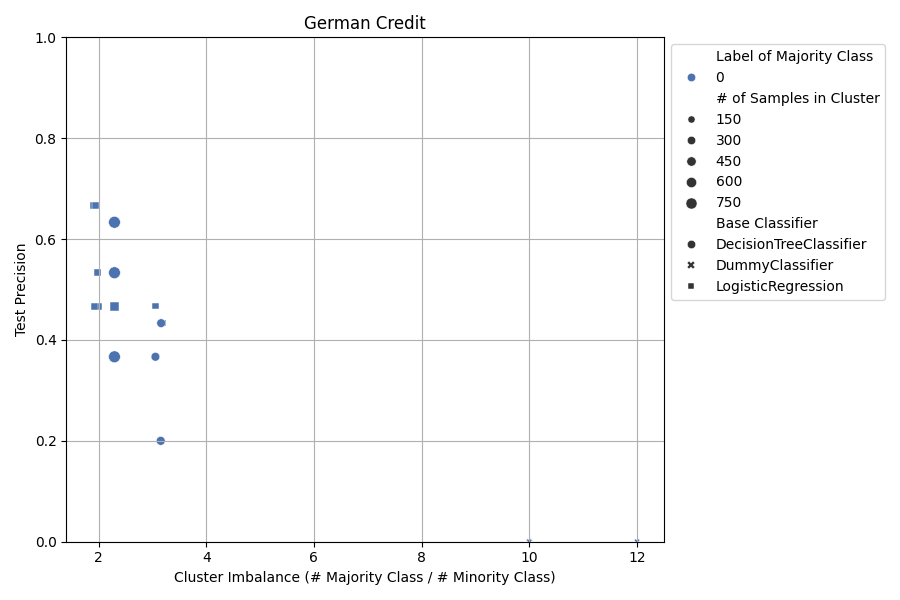 German Credit
1.0
0.8
0.6
0.4
0.2
0.0
Test Precision
2
4
6
8
10
12
Cluster Imbalance (# Majority Class / # Minority Class)
Label of Majority Class
0
# of Samples in Cluster
150
300
450
600
750
Base Classifier
DecisionTreeClassifier
DummyClassifier
LogisticRegression